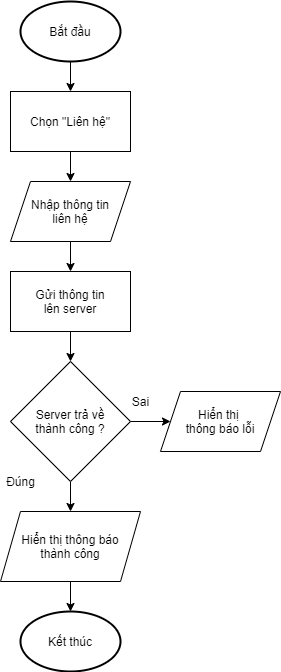 Bắt đầu
Chọn "Liên hệ"
Nhập thông tin
liên hệ
Gửi thông tin
lên server
Server trả về
thành công ?
Sai
Hiển thị
thông báo lỗi
Đúng
Hiển thị thông báo
thành công
Kết thúc